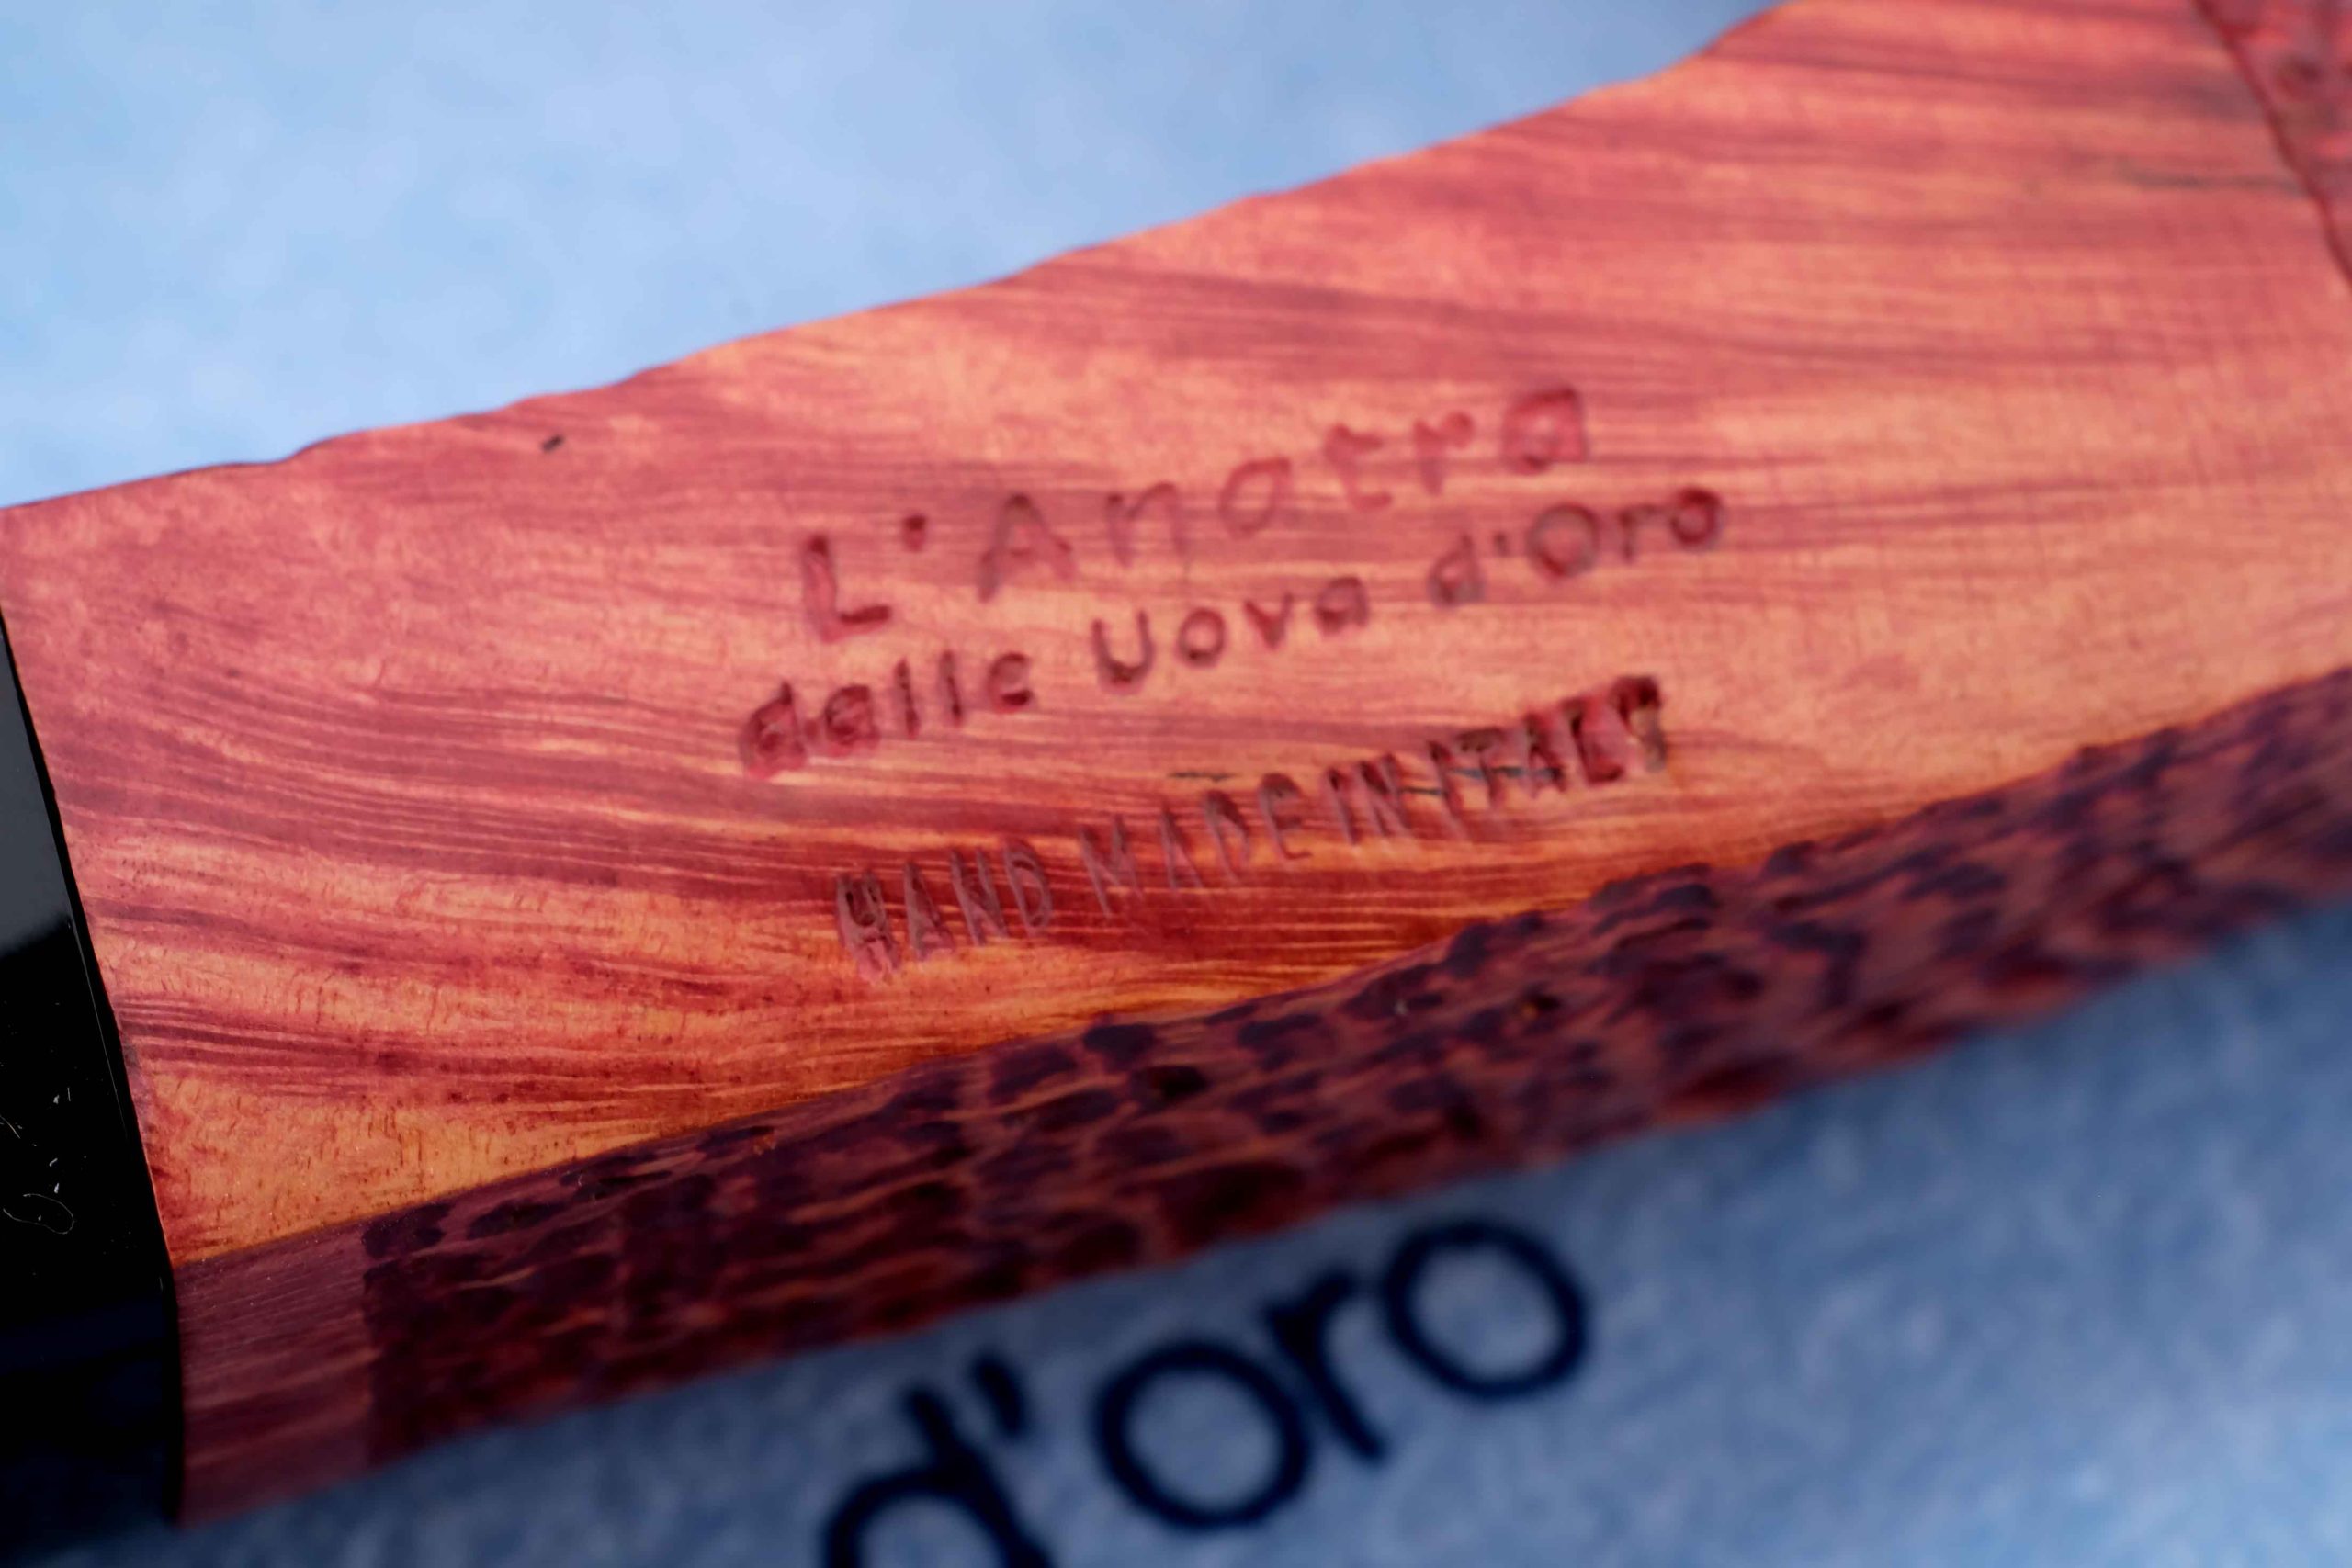 L'Anatra
dalle Uova d'Oro
HAND MADE IN ITALY
d'oro